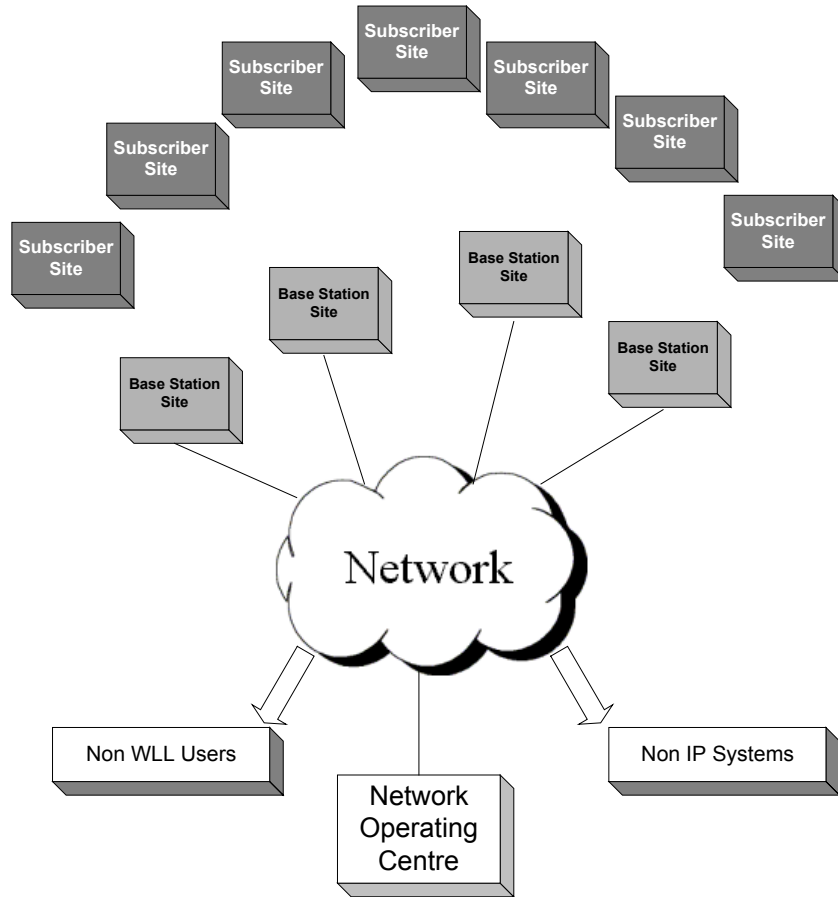 Subscriber
Site
Subscriber
Site
Subscriber
Site
Subscriber
Site
Subscriber
Site
Subscriber
Site
Subscriber
Site
Base Station
Site
Base Station
Site
Base Station
Site
Base Station
Site
Network
Non WLL Users
Non IP Systems
Network
Operating
Centre